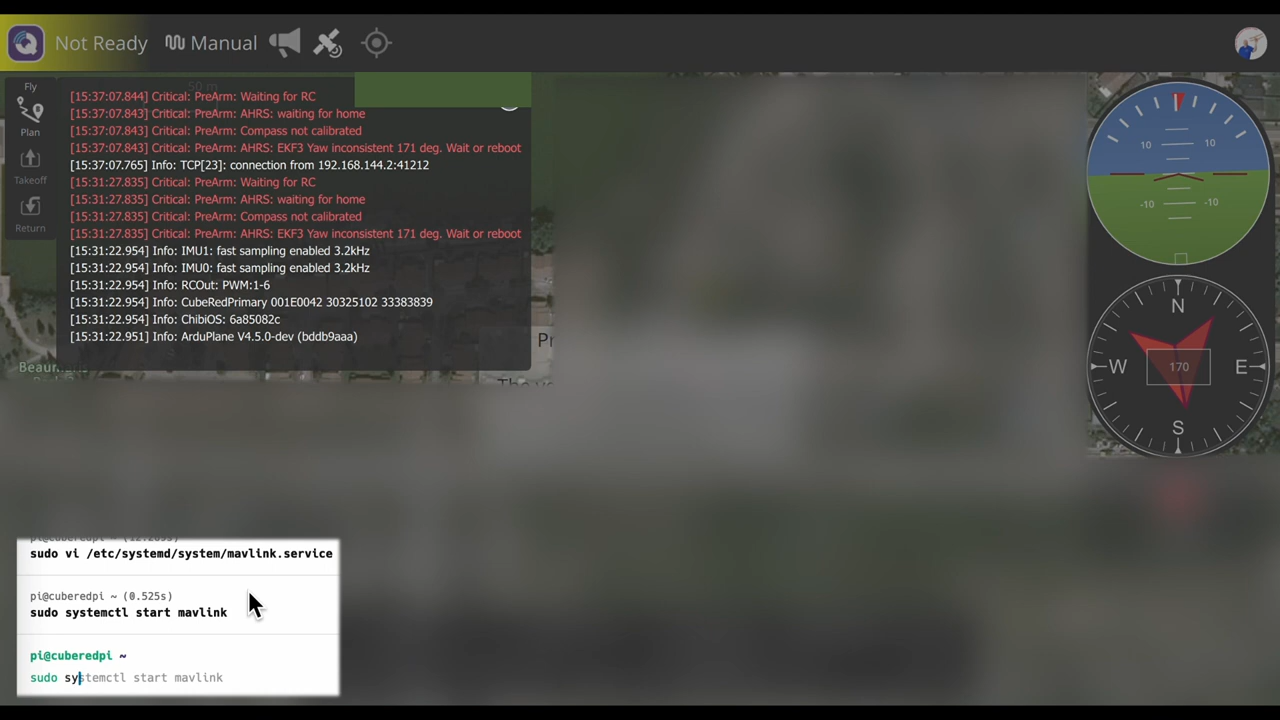 Not Ready
Manual
50 m
Fly
Plan
Takeoff
Return
[15:37:07.844] Critical: PreArm: Waiting for RC
[15:37:07.843] Critical: PreArm: AHRS: waiting for home
[15:37:07.843] Critical: PreArm: Compass not calibrated
[15:37:07.843] Critical: PreArm: AHRS: EKF3 Yaw inconsistent 171 deg. Wait or reboot
[15:37:07.765] Info: TCP[23]: connection from 192.168.144.2:41212
[15:31:27.835] Critical: PreArm: Waiting for RC
[15:31:27.835] Critical: PreArm: AHRS: waiting for home
[15:31:27.835] Critical: PreArm: Compass not calibrated
[15:31:27.835] Critical: PreArm: AHRS: EKF3 Yaw inconsistent 171 deg. Wait or reboot
[15:31:22.954] Info: IMU1: fast sampling enabled 3.2kHz
[15:31:22.954] Info: IMU0: fast sampling enabled 3.2kHz
[15:31:22.954] Info: RCOut: PWM:1-6
[15:31:22.954] Info: CubeRedPrimary 001E0042 30325102 33383839
[15:31:22.954] Info: ChibiOS: 6a85082c
[15:31:22.951] Info: ArduPlane V4.5.0-dev (bddb9aaa)
10 10
-10 -10
N
W 170 E
S
sudo vi /etc/systemd/system/mavlink.service
pi@cuberedpi ~ (0.525s)
sudo systemctl start mavlink
pi@cuberedpi ~
sudo systemctl start mavlink